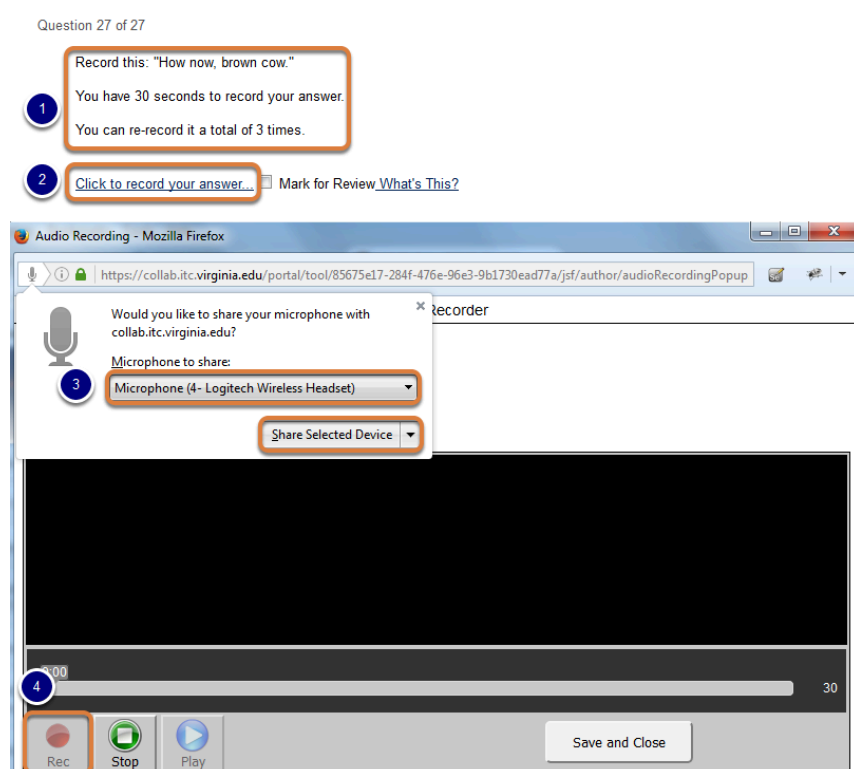 Question 27 of 27
Record this: "How now, brown cow."
1
You have 30 seconds to record your answer.
You can re-record it a total of 3 times.
2
Click to record your answer... Mark for Review What's This?
Audio Recording - Mozilla Firefox
https://collab.itc.virginia.edu/portal/tool/85675e17-284f-476e-96e3-9b1730ead77a/jsf/author/audioRecordingPopup
Would you like to share your microphone with
collab.itc.virginia.edu?
Recorder
Microphone to share:
3
Microphone (4- Logitech Wireless Headset)
Share Selected Device
4
30
Rec Stop Play
Save and Close